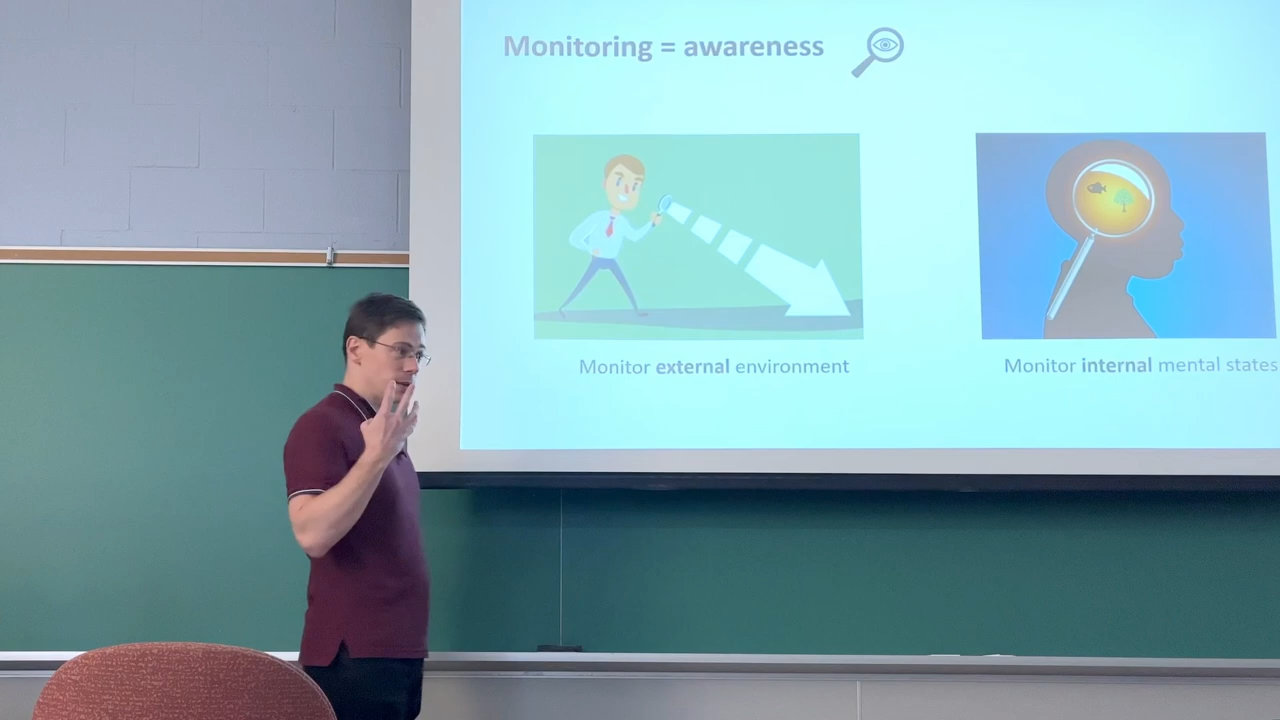 Monitoring = awareness
Monitor external environment
Monitor internal mental states